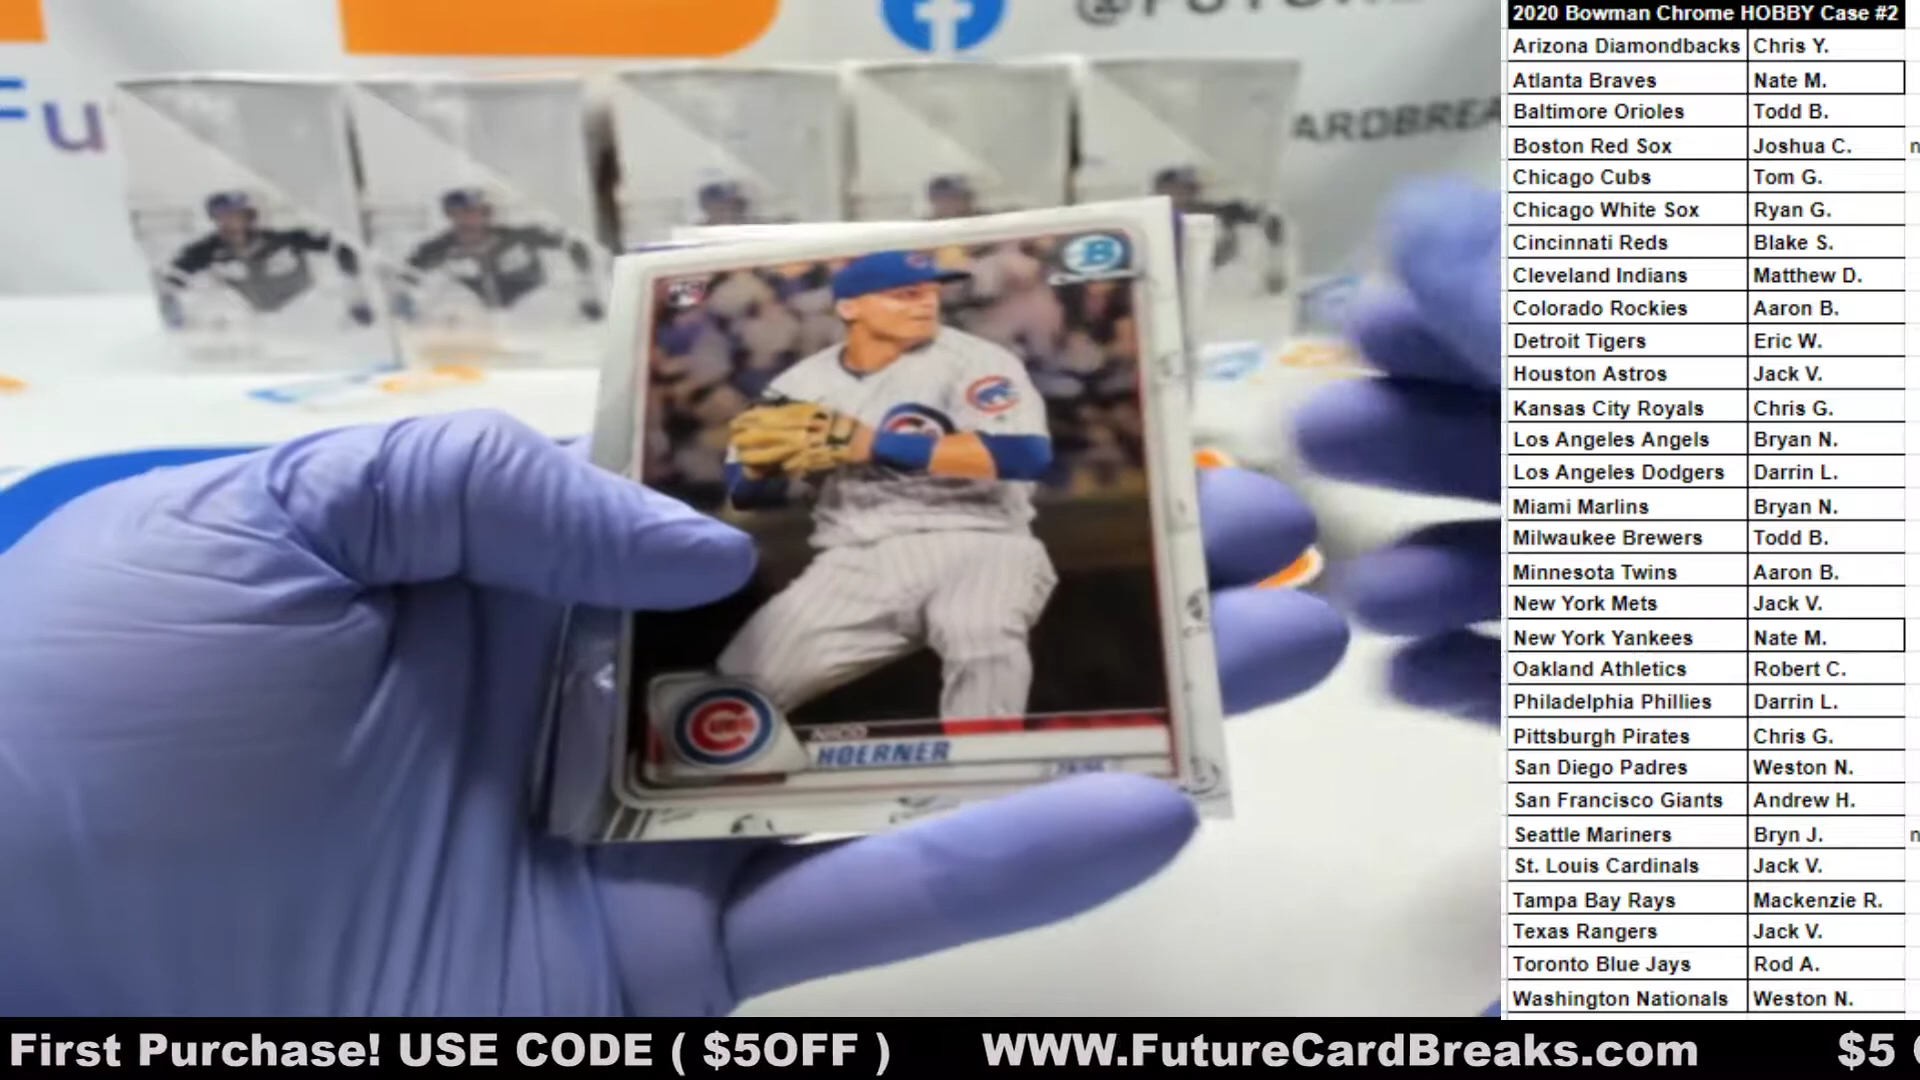 @FUTURE
Fu
ARDBREA
B
RC
NICO
HOERNER
CUBS
2020 Bowman Chrome HOBBY Case #2
Arizona Diamondbacks Chris Y.
Atlanta Braves Nate M.
Baltimore Orioles Todd B.
Boston Red Sox Joshua C. n
Chicago Cubs Tom G.
Chicago White Sox Ryan G.
Cincinnati Reds Blake S.
Cleveland Indians Matthew D.
Colorado Rockies Aaron B.
Detroit Tigers Eric W.
Houston Astros Jack V.
Kansas City Royals Chris G.
Los Angeles Angels Bryan N.
Los Angeles Dodgers Darrin L.
Miami Marlins Bryan N.
Milwaukee Brewers Todd B.
Minnesota Twins Aaron B.
New York Mets Jack V.
New York Yankees Nate M.
Oakland Athletics Robert C.
Philadelphia Phillies Darrin L.
Pittsburgh Pirates Chris G.
San Diego Padres Weston N.
San Francisco Giants Andrew H.
Seattle Mariners Bryn J. n
St. Louis Cardinals Jack V.
Tampa Bay Rays Mackenzie R.
Texas Rangers Jack V.
Toronto Blue Jays Rod A.
Washington Nationals Weston N.
First Purchase! USE CODE ( $5OFF ) WWW.FutureCardBreaks.com $5